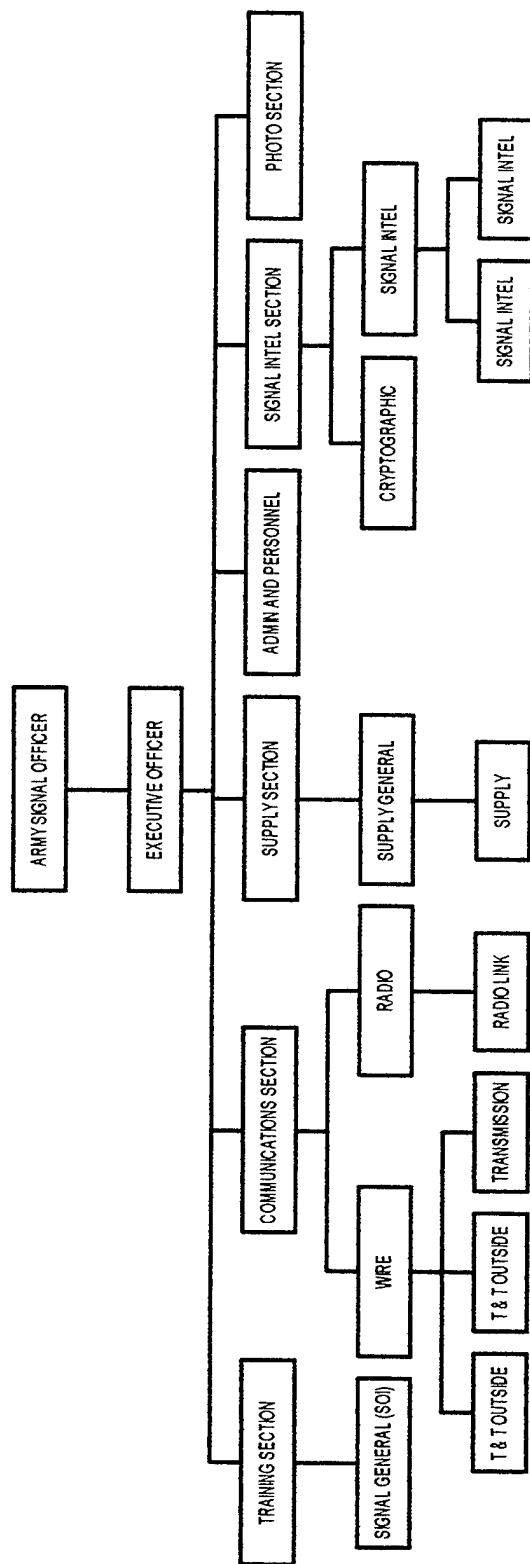 ARMY SIGNAL OFFICER
EXECUTIVE OFFICER
TRAINING SECTION
COMMUNICATIONS SECTION
SUPPLY SECTION
ADMIN AND PERSONNEL
SIGNAL INTEL SECTION
PHOTO SECTION
SIGNAL GENERAL (SOI)
WIRE
RADIO
SUPPLY GENERAL
CRYPTOGRAPHIC
SIGNAL INTEL
T & T OUTSIDE
T & T OUTSIDE
TRANSMISSION
RADIO LINK
SUPPLY
SIGNAL INTEL
SIGNAL INTEL